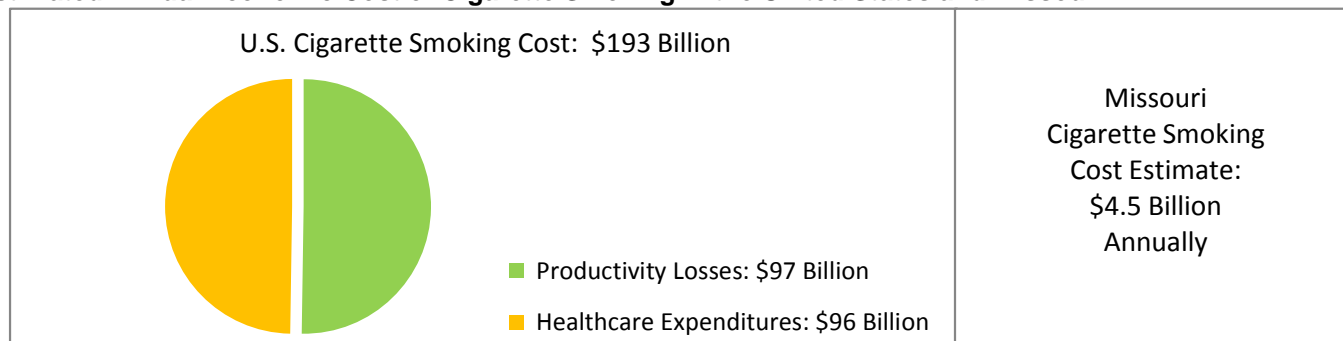 U.S. Cigarette Smoking Cost: $193 Billion
Productivity Losses: $97 Billion
Healthcare Expenditures: $96 Billion
Missouri
Cigarette Smoking
Cost Estimate:
$4.5 Billion
Annually